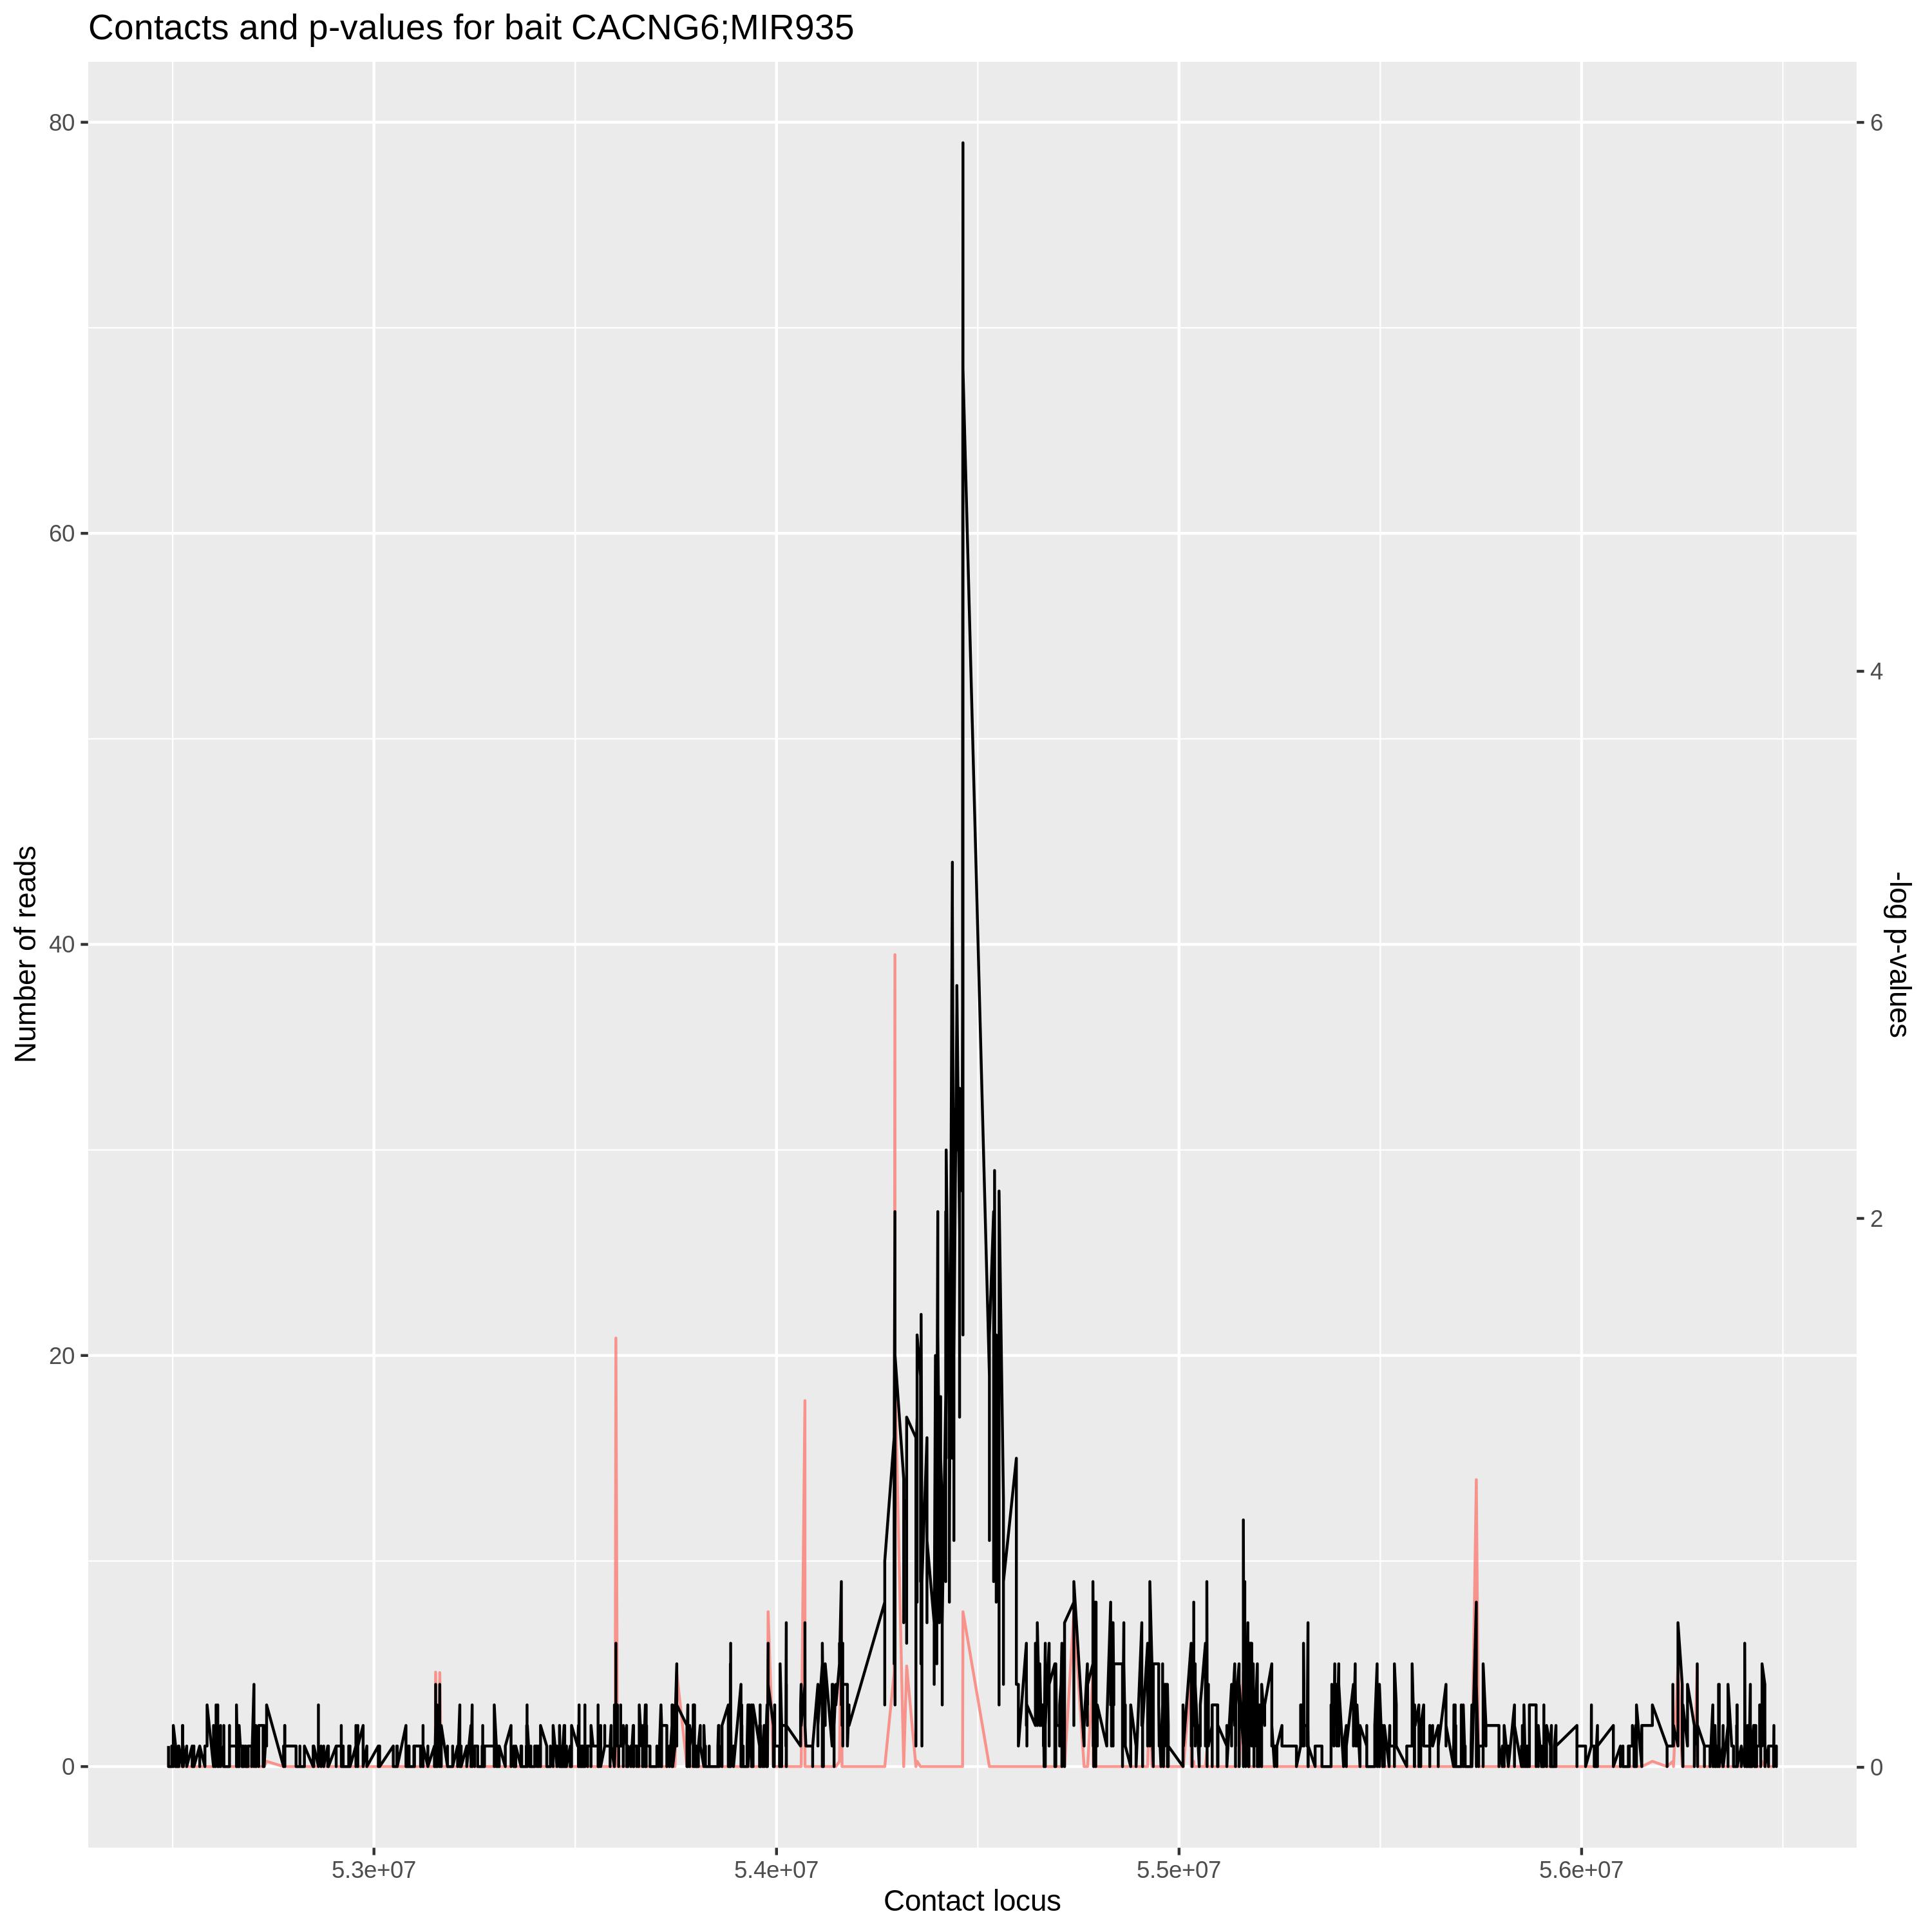 Contacts and p-values for bait CACNG6;MIR935
80
60
40
20
0
6
4
2
0
Number of reads
-log p-values
5.3e+07
5.4e+07
5.5e+07
5.6e+07
Contact locus